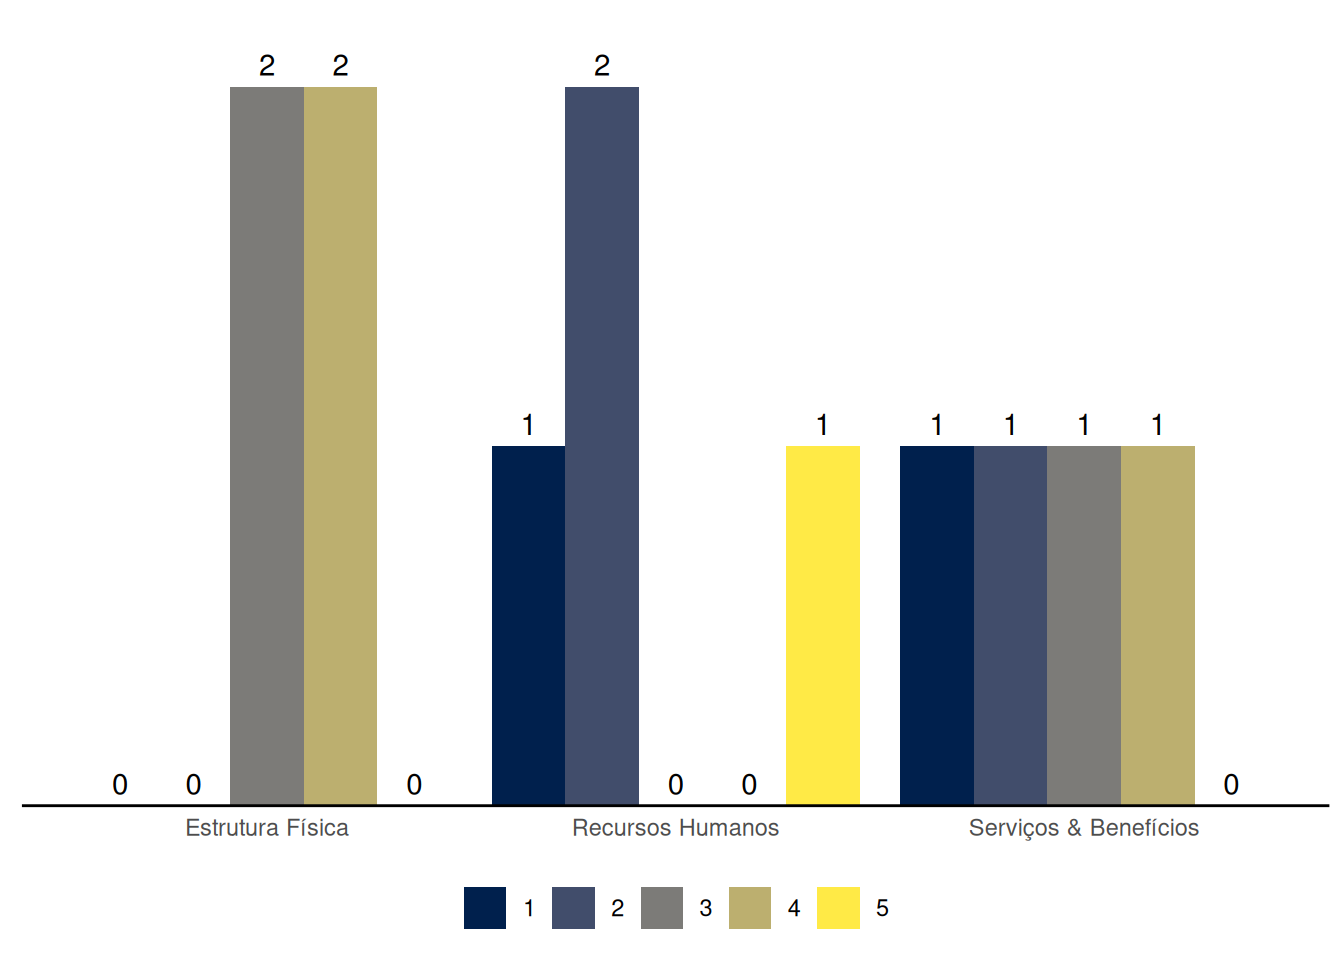 2 2 2
1 1 1 1 1 1
0 0 0 0 0 0
Estrutura Física Recursos Humanos Serviços & Benefícios
1 2 3 4 5